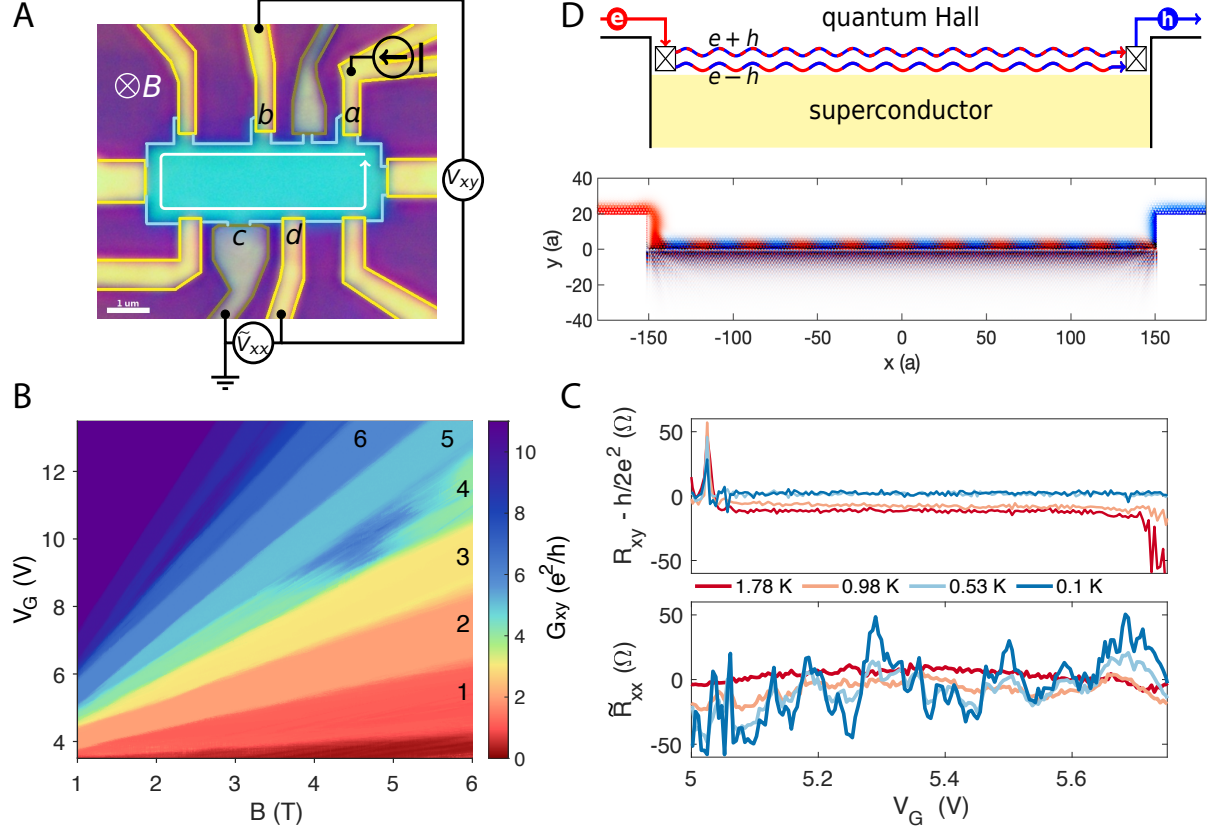 A
⊗B
b
I
a
V_xy
c
d
1 um
Ṽ_xx
D
e
quantum Hall
h
e+h
e−h
superconductor
40
20
0
-20
-40
y (a)
-150 -100 -50 0 50 100 150
x (a)
B
12
10
8
6
4
V_G (V)
6 5
4
3
2
1
1 2 3 4 5 6
B (T)
10
8
6
4
2
0
G_xy (e²/h)
C
50
0
-50
R_xy - h/2e² (Ω)
1.78 K 0.98 K 0.53 K 0.1 K
50
0
-50
R̃_xx (Ω)
5 5.2 5.4 5.6
V_G (V)